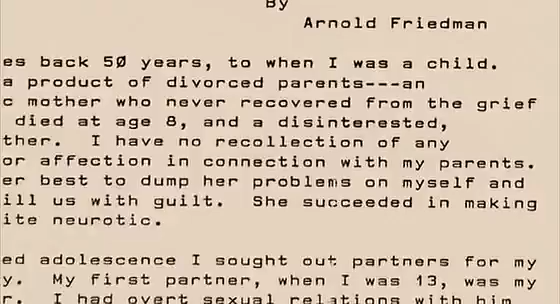 By
Arnold Friedman
es back 50 years, to when I was a child.
a product of divorced parents---an
c mother who never recovered from the grief
died at age 8, and a disinterested,
ther. I have no recollection of any
or affection in connection with my parents.
er best to dump her problems on myself and
ill us with guilt. She succeeded in making
ite neurotic.
ed adolescence I sought out partners for my
y. My first partner, when I was 13, was my
r. I had overt sexual relations with him